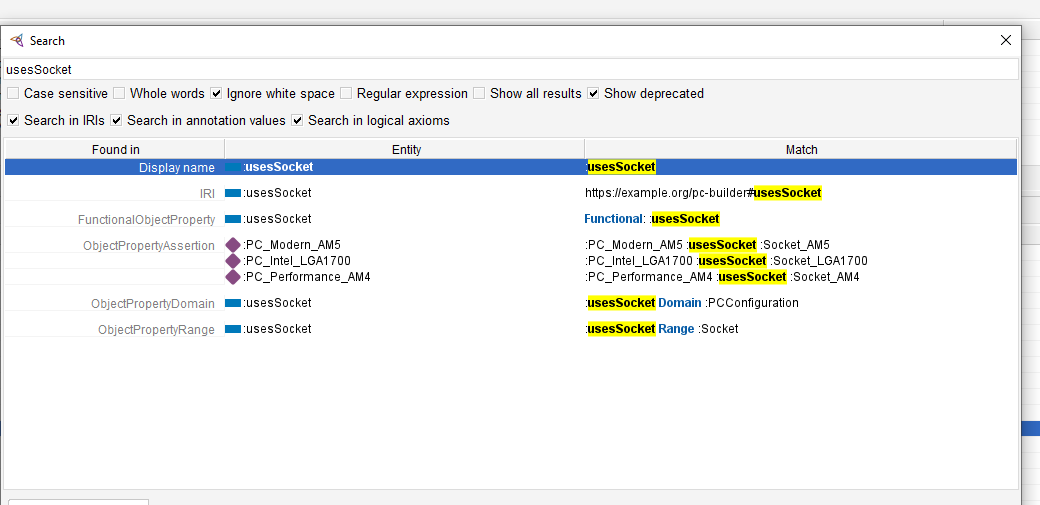 Search
usesSocket
Case sensitive Whole words Ignore white space Regular expression Show all results Show deprecated
Search in IRIs Search in annotation values Search in logical axioms
Found in Entity Match
Display name :usesSocket :usesSocket
IRI :usesSocket https://example.org/pc-builder#usesSocket
FunctionalObjectProperty :usesSocket Functional: :usesSocket
ObjectPropertyAssertion :PC_Modern_AM5 :PC_Modern_AM5 :usesSocket :Socket_AM5
:PC_Intel_LGA1700 :PC_Intel_LGA1700 :usesSocket :Socket_LGA1700
:PC_Performance_AM4 :PC_Performance_AM4 :usesSocket :Socket_AM4
ObjectPropertyDomain :usesSocket :usesSocket Domain :PCConfiguration
ObjectPropertyRange :usesSocket :usesSocket Range :Socket